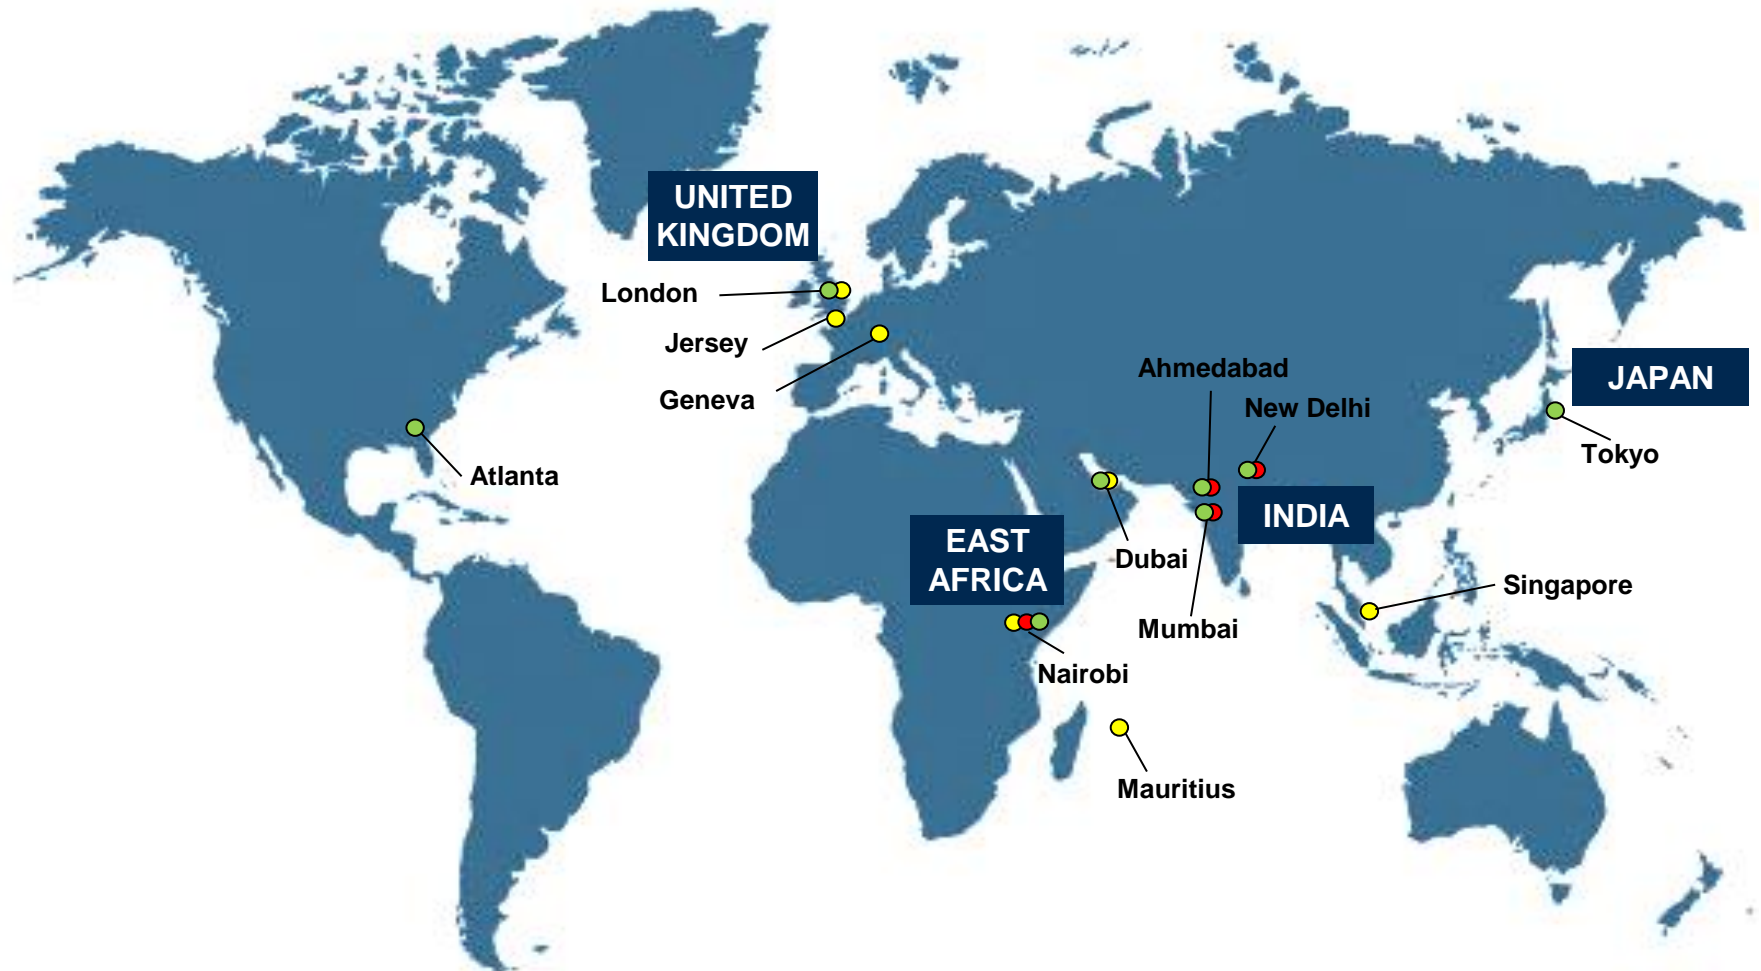 UNITED
KINGDOM
London
Jersey
Geneva
Atlanta
Ahmedabad
New Delhi
JAPAN
Tokyo
INDIA
EAST
AFRICA
Dubai
Singapore
Mumbai
Nairobi
Mauritius